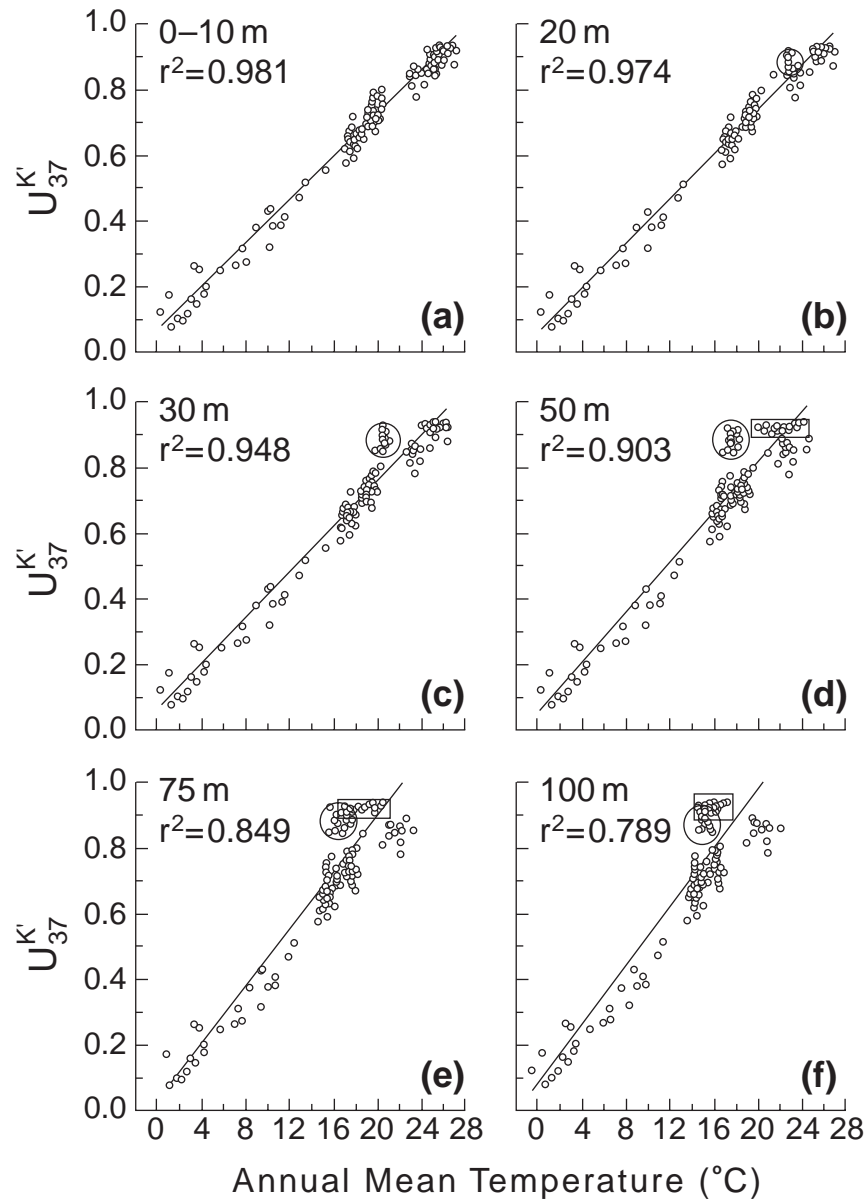 0–10 m
r²=0.981
1.0
0.8
0.6
0.4
0.2
0.0
U37K'
(a)
20 m
r²=0.974
(b)
30 m
r²=0.948
1.0
0.8
0.6
0.4
0.2
0.0
U37K'
(c)
50 m
r²=0.903
(d)
75 m
r²=0.849
1.0
0.8
0.6
0.4
0.2
0.0
U37K'
(e)
100 m
r²=0.789
(f)
0 4 8 12 16 20 24 28
0 4 8 12 16 20 24 28
Annual Mean Temperature (°C)